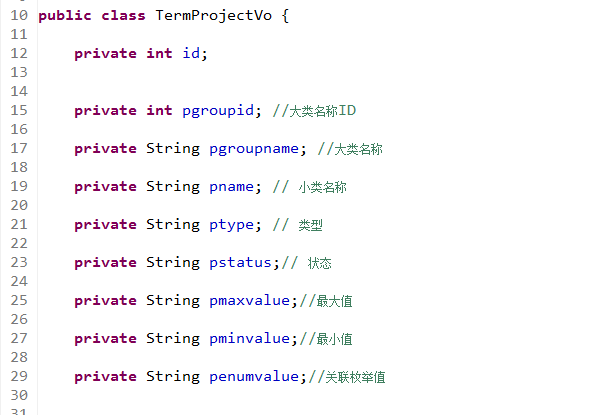 10 public class TermProjectVo {
11
12 private int id;
13
14
15 private int pgroupid; //大类名称ID
16
17 private String pgroupname; //大类名称
18
19 private String pname; // 小类名称
20
21 private String ptype; // 类型
22
23 private String pstatus;// 状态
24
25 private String pmaxvalue;//最大值
26
27 private String pminvalue;//最小值
28
29 private String penumvalue;//关联枚举值
30
31